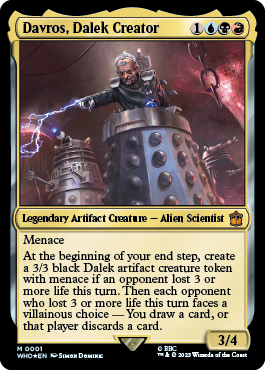 Davros, Dalek Creator 1
Legendary Artifact Creature — Alien Scientist
Menace
At the beginning of your end step, create
a 3/3 black Dalek artifact creature token
with menace if an opponent lost 3 or
more life this turn. Then each opponent
who lost 3 or more life this turn faces a
villainous choice — You draw a card, or
that player discards a card.
3/4
M 0001
WHO★EN Simon Dominic
™ & © 2023 Wizards of the Coast
© BBC